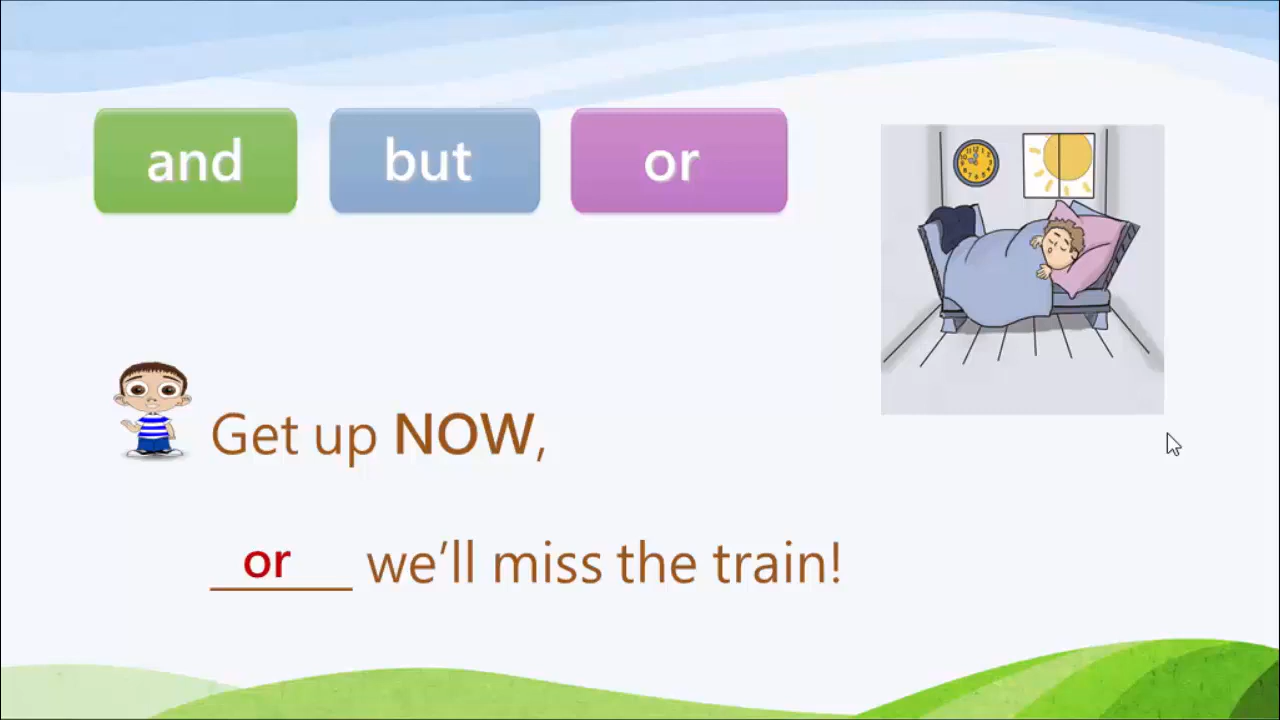 and but or
Get up NOW,
or we'll miss the train!